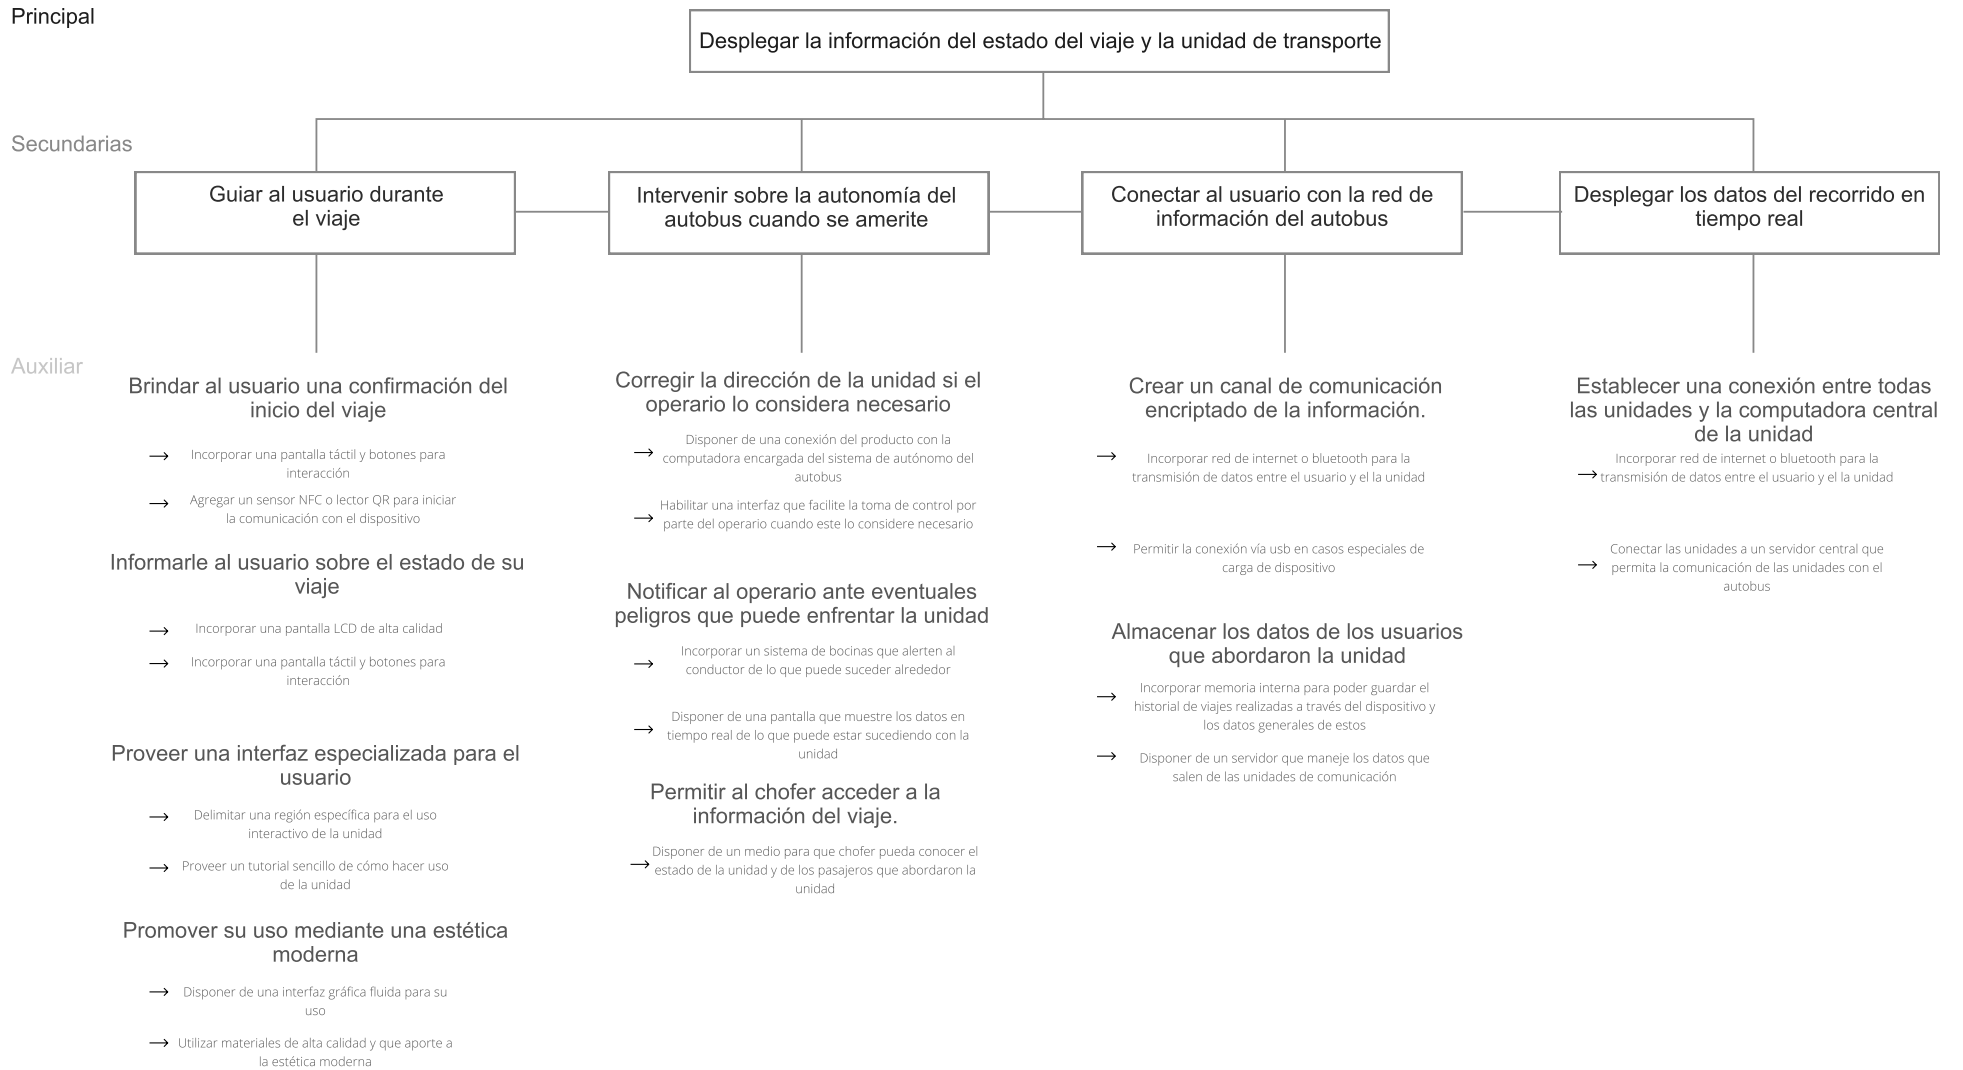 Principal
Desplegar la información del estado del viaje y la unidad de transporte
Secundarias
Guiar al usuario durante
el viaje
Intervenir sobre la autonomía del
autobus cuando se amerite
Conectar al usuario con la red de
información del autobus
Desplegar los datos del recorrido en
tiempo real
Auxiliar
Brindar al usuario una confirmación del
inicio del viaje
Incorporar una pantalla táctil y botones para
interacción
Agregar un sensor NFC o lector QR para iniciar
la comunicación con el dispositivo
Informarle al usuario sobre el estado de su
viaje
Incorporar una pantalla LCD de alta calidad
Incorporar una pantalla táctil y botones para
interacción
Proveer una interfaz especializada para el
usuario
Delimitar una región específica para el uso
interactivo de la unidad
Proveer un tutorial sencillo de cómo hacer uso
de la unidad
Promover su uso mediante una estética
moderna
Disponer de una interfaz gráfica fluida para su
uso
Utilizar materiales de alta calidad y que aporte a
la estética moderna
Corregir la dirección de la unidad si el
operario lo considera necesario
Disponer de una conexión del producto con la
computadora encargada del sistema de autónomo del
autobus
Habilitar una interfaz que facilite la toma de control por
parte del operario cuando este lo considere necesario
Notificar al operario ante eventuales
peligros que puede enfrentar la unidad
Incorporar un sistema de bocinas que alerten al
conductor de lo que puede suceder alrededor
Disponer de una pantalla que muestre los datos en
tiempo real de lo que puede estar sucediendo con la
unidad
Permitir al chofer acceder a la
información del viaje.
Disponer de un medio para que chofer pueda conocer el
estado de la unidad y de los pasajeros que abordaron la
unidad
Crear un canal de comunicación
encriptado de la información.
Incorporar red de internet o bluetooth para la
transmisión de datos entre el usuario y el la unidad
Permitir la conexión vía usb en casos especiales de
carga de dispositivo
Almacenar los datos de los usuarios
que abordaron la unidad
Incorporar memoria interna para poder guardar el
historial de viajes realizadas a través del dispositivo y
los datos generales de estos
Disponer de un servidor que maneje los datos que
salen de las unidades de comunicación
Establecer una conexión entre todas
las unidades y la computadora central
de la unidad
Incorporar red de internet o bluetooth para la
transmisión de datos entre el usuario y el la unidad
Conectar las unidades a un servidor central que
permita la comunicación de las unidades con el
autobus